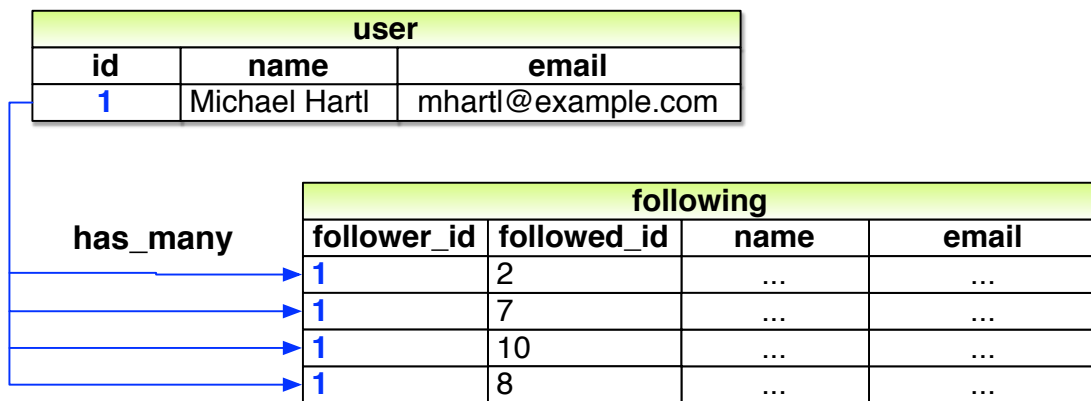 user
id name email
1 Michael Hartl mhartl@example.com
following
has_many follower_id followed_id name email
1 2 ... ...
1 7 ... ...
1 10 ... ...
1 8 ... ...